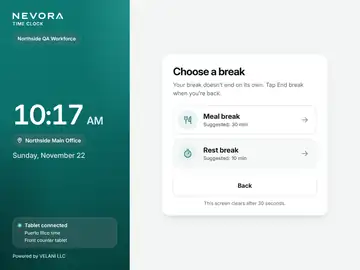 NEVORA
TIME CLOCK
Northside QA Workforce
10:17 AM
Northside Main Office
Sunday, November 22
Tablet connected
Puerto Rico time
Front counter tablet
Powered by VELANI LLC
Choose a break
Your break doesn't end on its own. Tap End break
when you're back.
Meal break
Suggested: 30 min
Rest break
Suggested: 10 min
Back
This screen clears after 30 seconds.